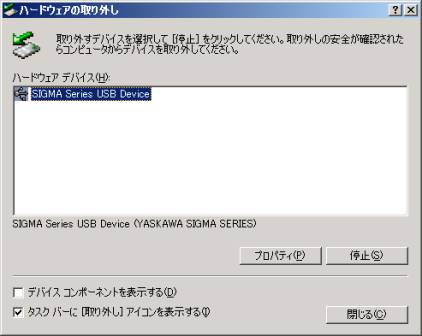 ハードウェアの取り外し
取り外すデバイスを選択して [停止] をクリックしてください。取り外しの安全が確認された
らコンピュータからデバイスを取り外してください。
ハードウェア デバイス(H):
SIGMA Series USB Device
SIGMA Series USB Device (YASKAWA SIGMA SERIES)
プロパティ(P)
停止(S)
デバイス コンポーネントを表示する(D)
タスク バーに [取り外し] アイコンを表示する(I)
閉じる(C)